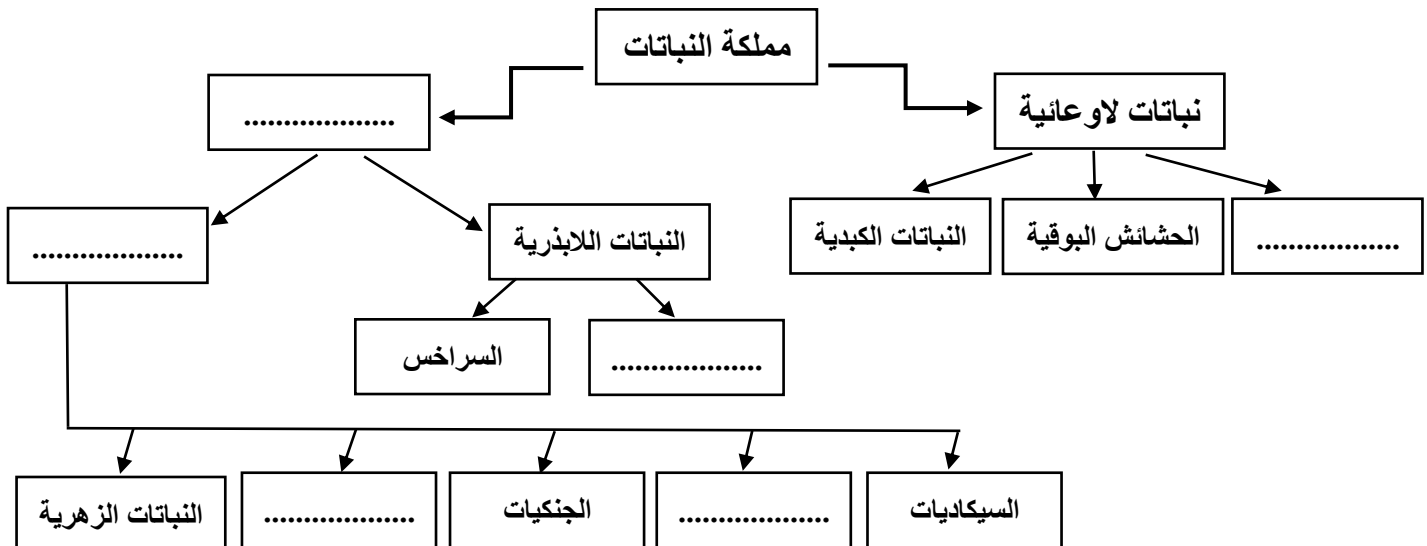 مملكة النباتات
نباتات لاوعائية
...................
..................
الحشائش البوقية
النباتات الكبدية
النباتات اللابذرية
...................
...................
السراخس
السيكاديات
...................
الجنكيات
...................
النباتات الزهرية